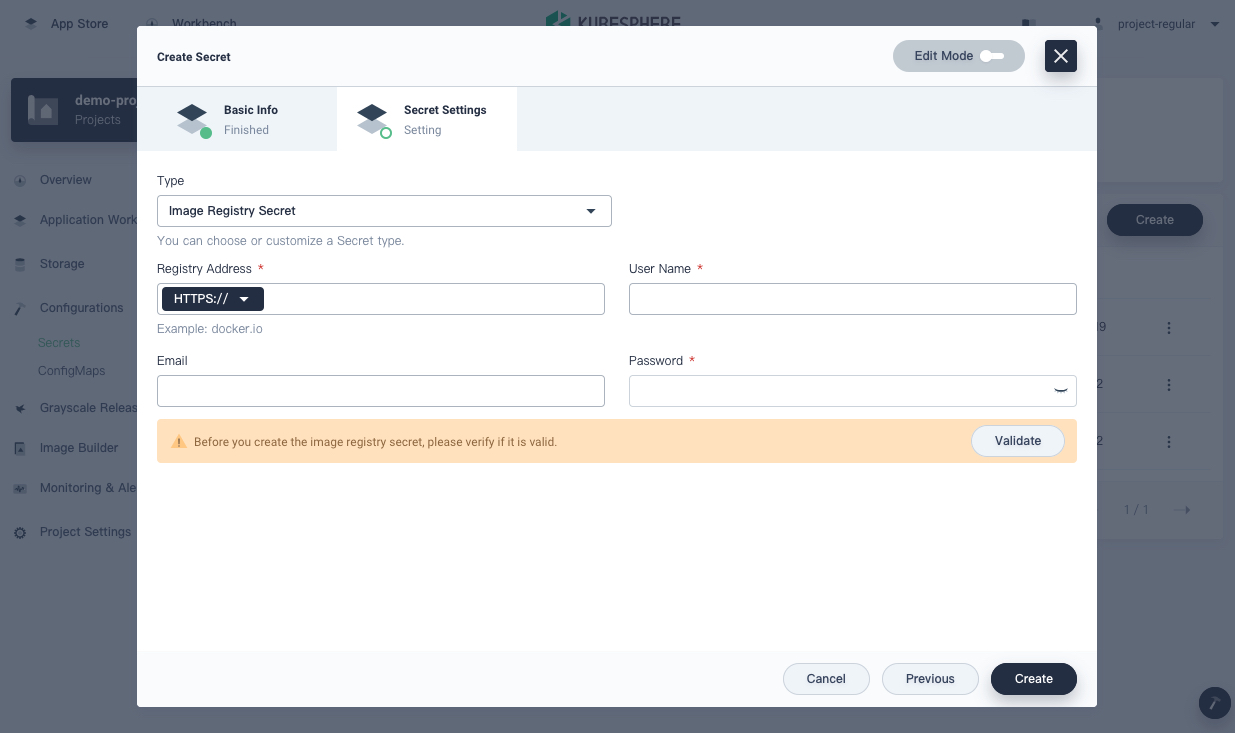 App Store
Workbench
KUBESPHERE
project-regular
Create Secret
Edit Mode
demo-proj
Projects
Basic Info
Finished
Secret Settings
Setting
Overview
Application Work
Storage
Configurations
Secrets
ConfigMaps
Grayscale Releas
Image Builder
Monitoring & Ale
Project Settings
Type
Image Registry Secret
You can choose or customize a Secret type.
Registry Address *
User Name *
HTTPS://
Example: docker.io
Email
Password *
Before you create the image registry secret, please verify if it is valid.
Validate
Cancel
Previous
Create
Create
9
2
2
1 / 1